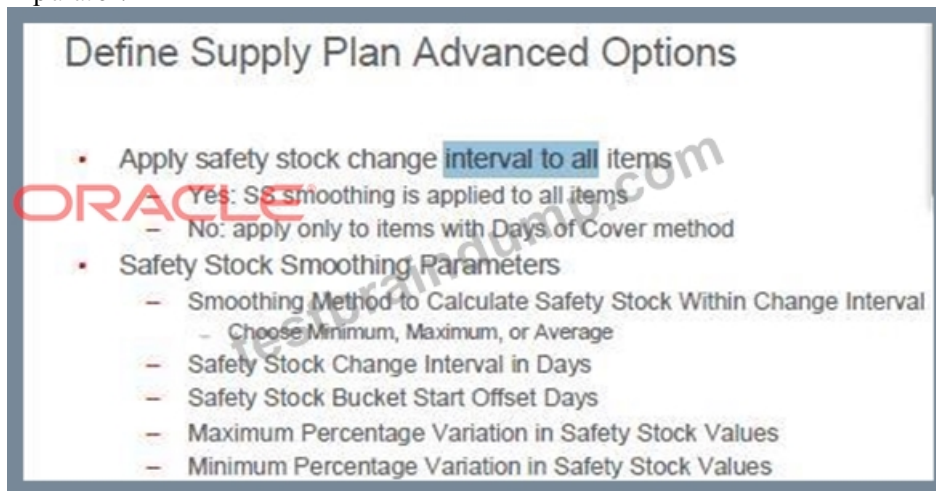 Define Supply Plan Advanced Options
• Apply safety stock change interval to all items
– Yes: SS smoothing is applied to all items
– No: apply only to items with Days of Cover method
• Safety Stock Smoothing Parameters
– Smoothing Method to Calculate Safety Stock Within Change Interval
– Choose Minimum, Maximum, or Average
– Safety Stock Change Interval in Days
– Safety Stock Bucket Start Offset Days
– Maximum Percentage Variation in Safety Stock Values
– Minimum Percentage Variation in Safety Stock Values
ORACLE
testbraindump.com